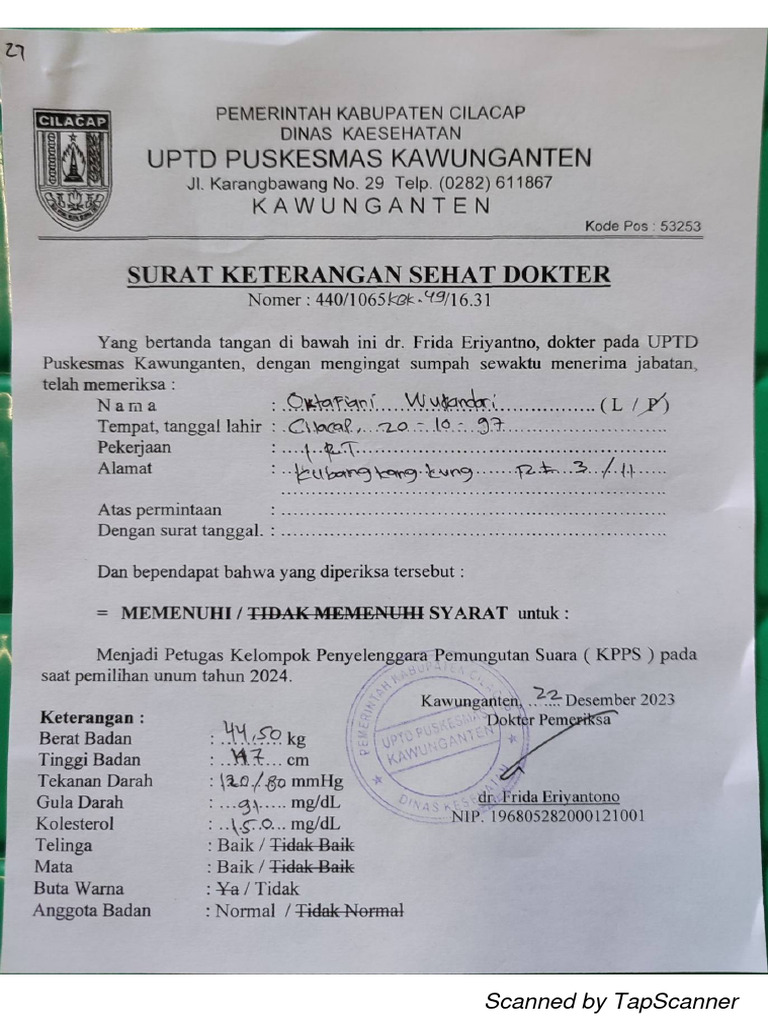 27
CILACAP
PEMERINTAH KABUPATEN CILACAP
DINAS KAESEHATAN
UPTD PUSKESMAS KAWUNGANTEN
Jl. Karangbawang No. 29 Telp. (0282) 611867
KAWUNGANTEN
Kode Pos : 53253
SURAT KETERANGAN SEHAT DOKTER
Nomer : 440/1065/KBK.49/16.31
Yang bertanda tangan di bawah ini dr. Frida Eriyantno, dokter pada UPTD
Puskesmas Kawunganten, dengan mengingat sumpah sewaktu menerima jabatan,
telah memeriksa :
Nama : Oktafiani Wulandari ( L / P )
Tempat, tanggal lahir : Cilacap, 20-10-97
Pekerjaan : I.R.T
Alamat : Kubangkangkung Rt 3/11
Atas permintaan :
Dengan surat tanggal. :
Dan bependapat bahwa yang diperiksa tersebut :
= MEMENUHI / TIDAK MEMENUHI SYARAT untuk :
Menjadi Petugas Kelompok Penyelenggara Pemungutan Suara ( KPPS ) pada
saat pemilihan unum tahun 2024.
Kawunganten, 22 Desember 2023
Dokter Pemeriksa
PEMERINTAH KABUPATEN CILACAP
UPTD PUSKESMAS
KAWUNGANTEN
DINAS KESEHATAN
dr. Frida Eriyantono
NIP. 196805282000121001
Keterangan :
Berat Badan : 44,50 kg
Tinggi Badan : 147 cm
Tekanan Darah : 120/80 mmHg
Gula Darah : 91 mg/dL
Kolesterol : 150 mg/dL
Telinga : Baik / Tidak Baik
Mata : Baik / Tidak Baik
Buta Warna : Ya / Tidak
Anggota Badan : Normal / Tidak Normal
Scanned by TapScanner